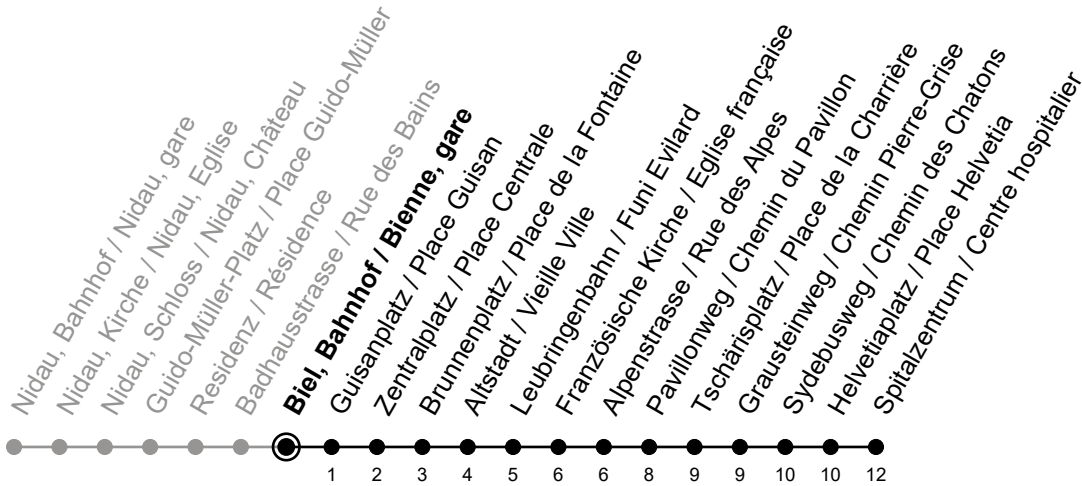 Nidau, Bahnhof / Nidau, gare
Nidau, Kirche / Nidau, Eglise
Nidau, Schloss / Nidau, Château
Guido-Müller-Platz / Place Guido-Müller
Residenz / Résidence
Badhausstrasse / Rue des Bains
Biel, Bahnhof / Bienne, gare
Guisanplatz / Place Guisan
Zentralplatz / Place Centrale
Brunnenplatz / Place de la Fontaine
Altstadt / Vieille Ville
Leubringenbahn / Funi Evilard
Französische Kirche / Eglise française
Alpenstrasse / Rue des Alpes
Pavillonweg / Chemin du Pavillon
Tschärisplatz / Place de la Charrière
Grausteinweg / Chemin Pierre-Grise
Sydebusweg / Chemin des Chatons
Helvetiaplatz / Place Helvetia
Spitalzentrum / Centre hospitalier
1 2 3 4 5 6 6 8 9 9 10 10 12